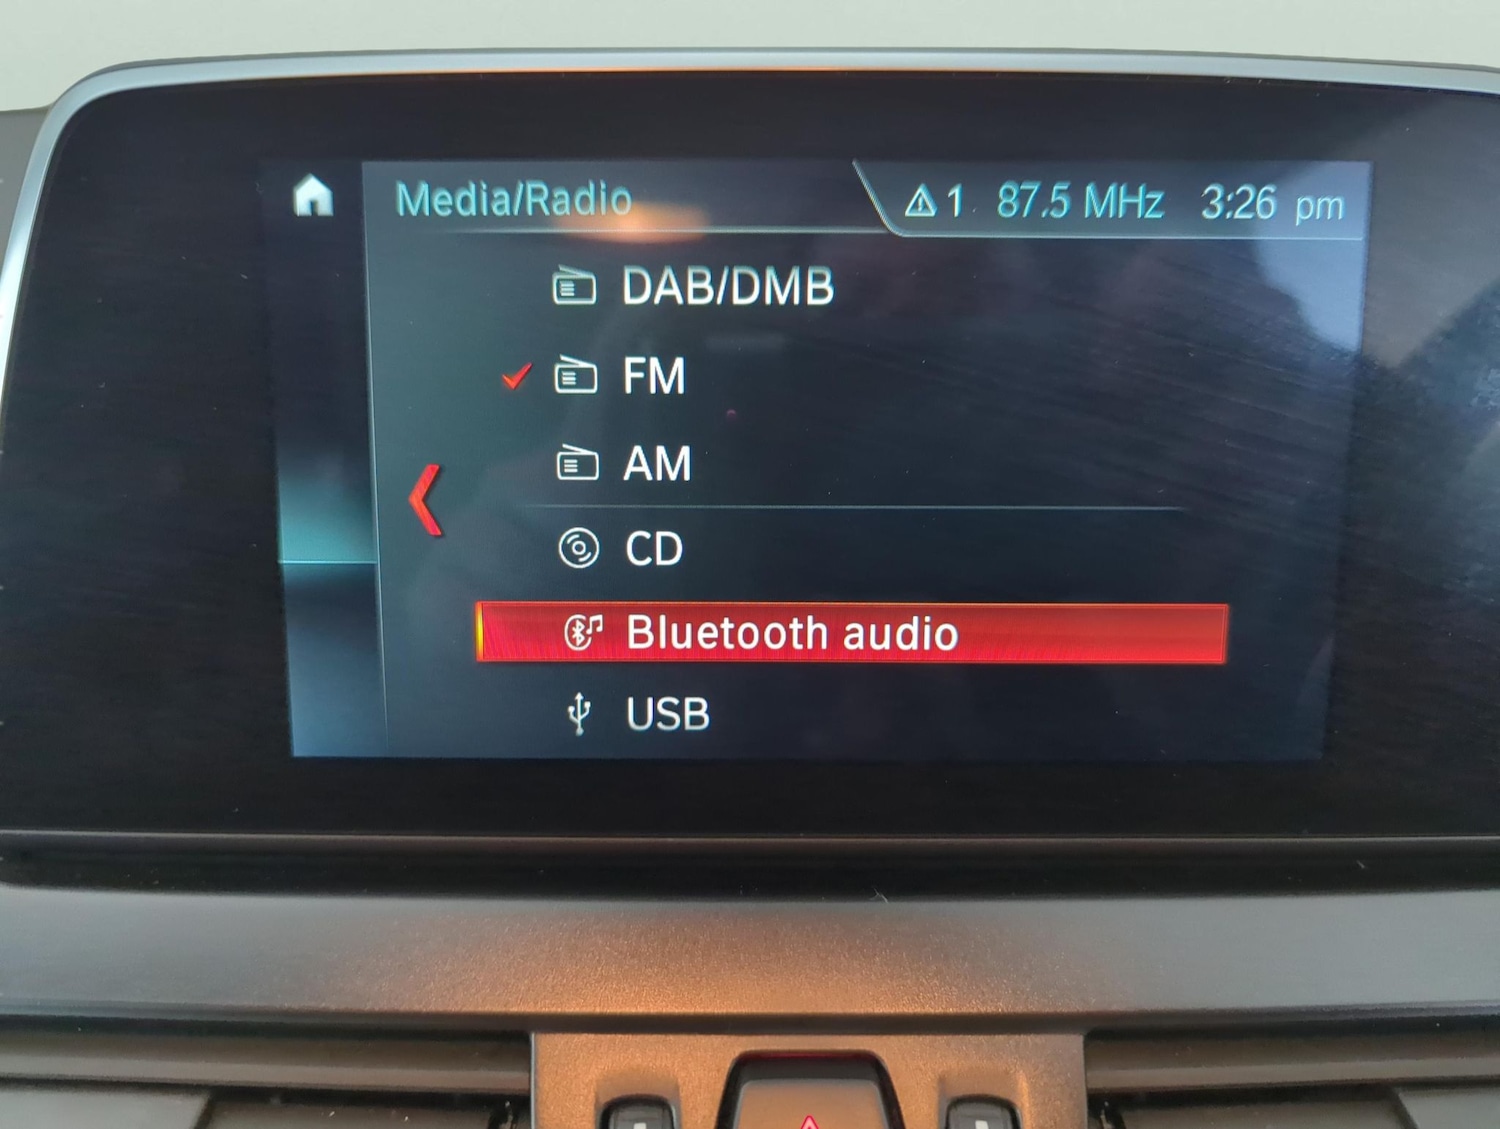 Media/Radio 1 87.5 MHz 3:26 pm
DAB/DMB
FM
AM
CD
Bluetooth audio
USB